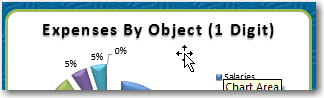 Expenses By Object (1 Digit)
0%
5%
5%
Salaries
Chart Area